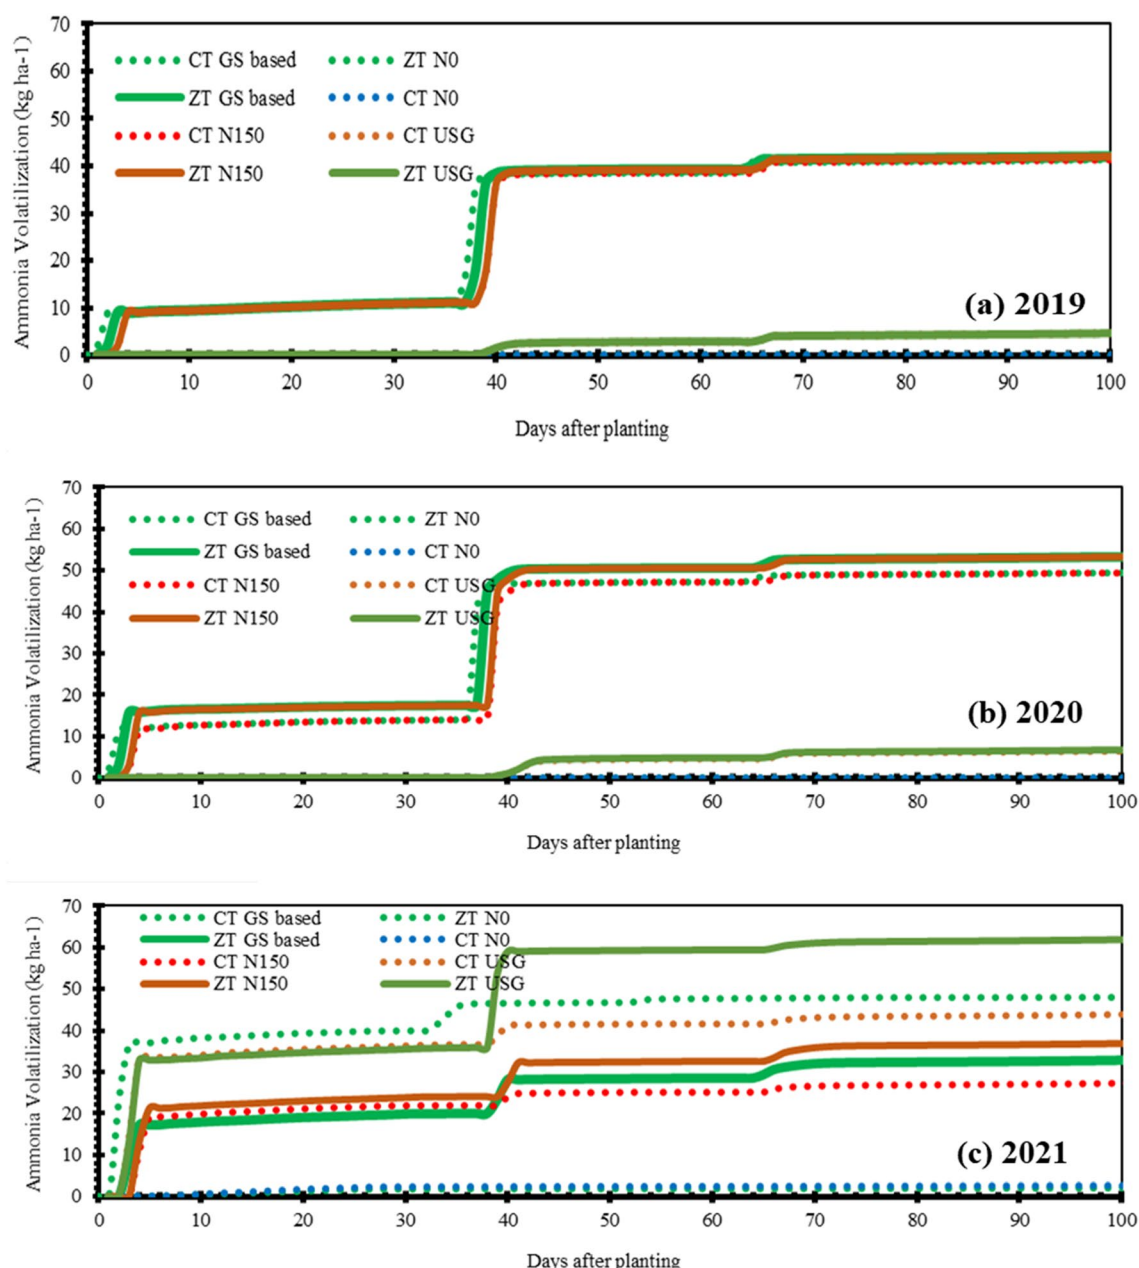 70
60
50
40
30
20
10
0
Ammonia Volatilization (kg ha-1)
CT GS based
ZT N0
ZT GS based
CT N0
CT N150
CT USG
ZT N150
ZT USG
(a) 2019
0 10 20 30 40 50 60 70 80 90 100
Days after planting
70
60
50
40
30
20
10
0
Ammonia Volatilization (kg ha-1)
CT GS based
ZT N0
ZT GS based
CT N0
CT N150
CT USG
ZT N150
ZT USG
(b) 2020
0 10 20 30 40 50 60 70 80 90 100
Days after planting
70
60
50
40
30
20
10
0
Ammonia Volatilization (kg ha-1)
CT GS based
ZT N0
ZT GS based
CT N0
CT N150
CT USG
ZT N150
ZT USG
(c) 2021
0 10 20 30 40 50 60 70 80 90 100
Days after planting